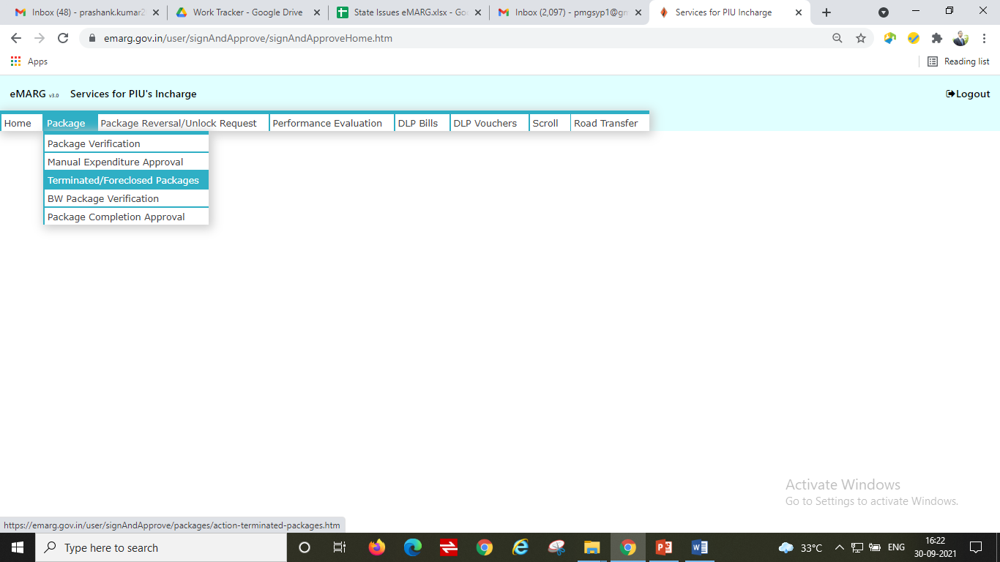 Inbox (48) - prashank.kumar2
Work Tracker - Google Drive
State Issues eMARG.xlsx - Go
Inbox (2,097) - pmgsyp1@gm
Services for PIU Incharge
emarg.gov.in/user/signAndApprove/signAndApproveHome.htm
Apps
Reading list
eMARG v3.0 Services for PIU's Incharge
Logout
Home Package Package Reversal/Unlock Request Performance Evaluation DLP Bills DLP Vouchers Scroll Road Transfer
Package Verification
Manual Expenditure Approval
Terminated/Foreclosed Packages
BW Package Verification
Package Completion Approval
Activate Windows
Go to Settings to activate Windows.
https://emarg.gov.in/user/signAndApprove/packages/action-terminated-packages.htm
Type here to search
33°C
ENG
16:22
30-09-2021